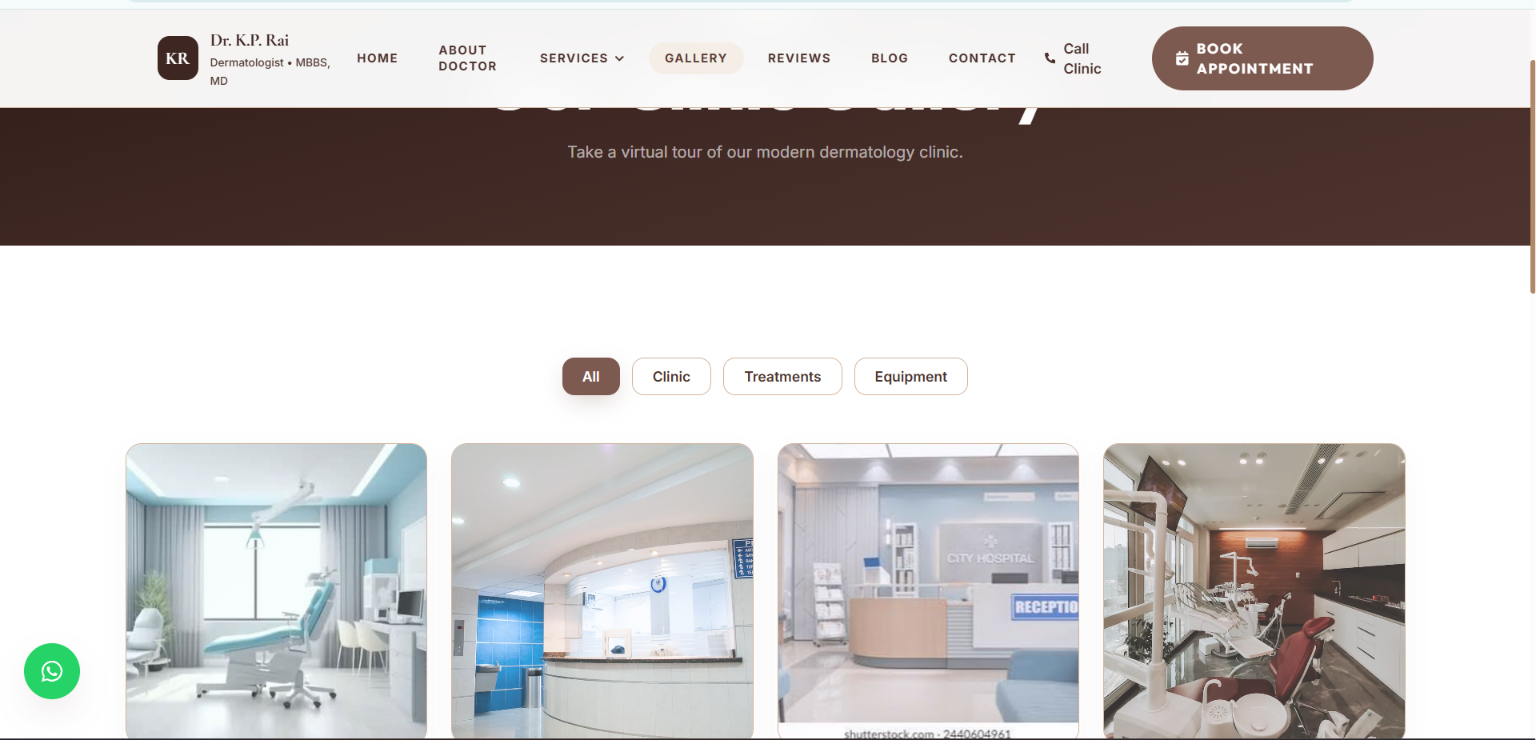 KR
Dr. K.P. Rai
Dermatologist • MBBS,
MD
HOME
ABOUT
DOCTOR
SERVICES
GALLERY
REVIEWS
BLOG
CONTACT
Call
Clinic
BOOK
APPOINTMENT
Take a virtual tour of our modern dermatology clinic.
All
Clinic
Treatments
Equipment
CITY HOSPITAL
RECEPTIO
shutterstock.com · 2440604961